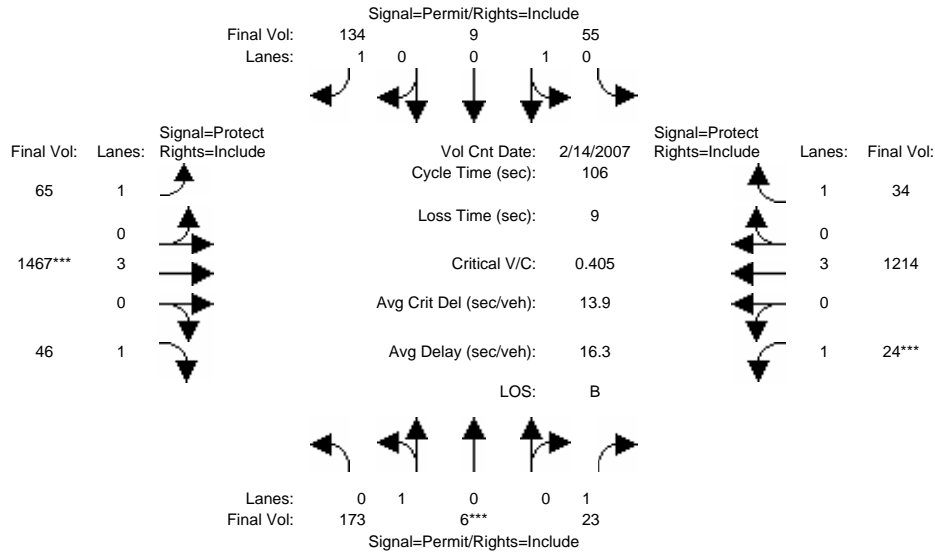 Signal=Permit/Rights=Include
Final Vol: 134 9 55
Lanes: 1 0 0 1 0
Signal=Protect Signal=Protect
Final Vol: Lanes: Rights=Include Vol Cnt Date: 2/14/2007 Rights=Include Lanes: Final Vol:
Cycle Time (sec): 106
65 1 1 34
Loss Time (sec): 9
0 0
1467*** 3 Critical V/C: 0.405 3 1214
0 Avg Crit Del (sec/veh): 13.9 0
46 1 Avg Delay (sec/veh): 16.3 1 24***
LOS: B
Lanes: 0 1 0 0 1
Final Vol: 173 6*** 23
Signal=Permit/Rights=Include